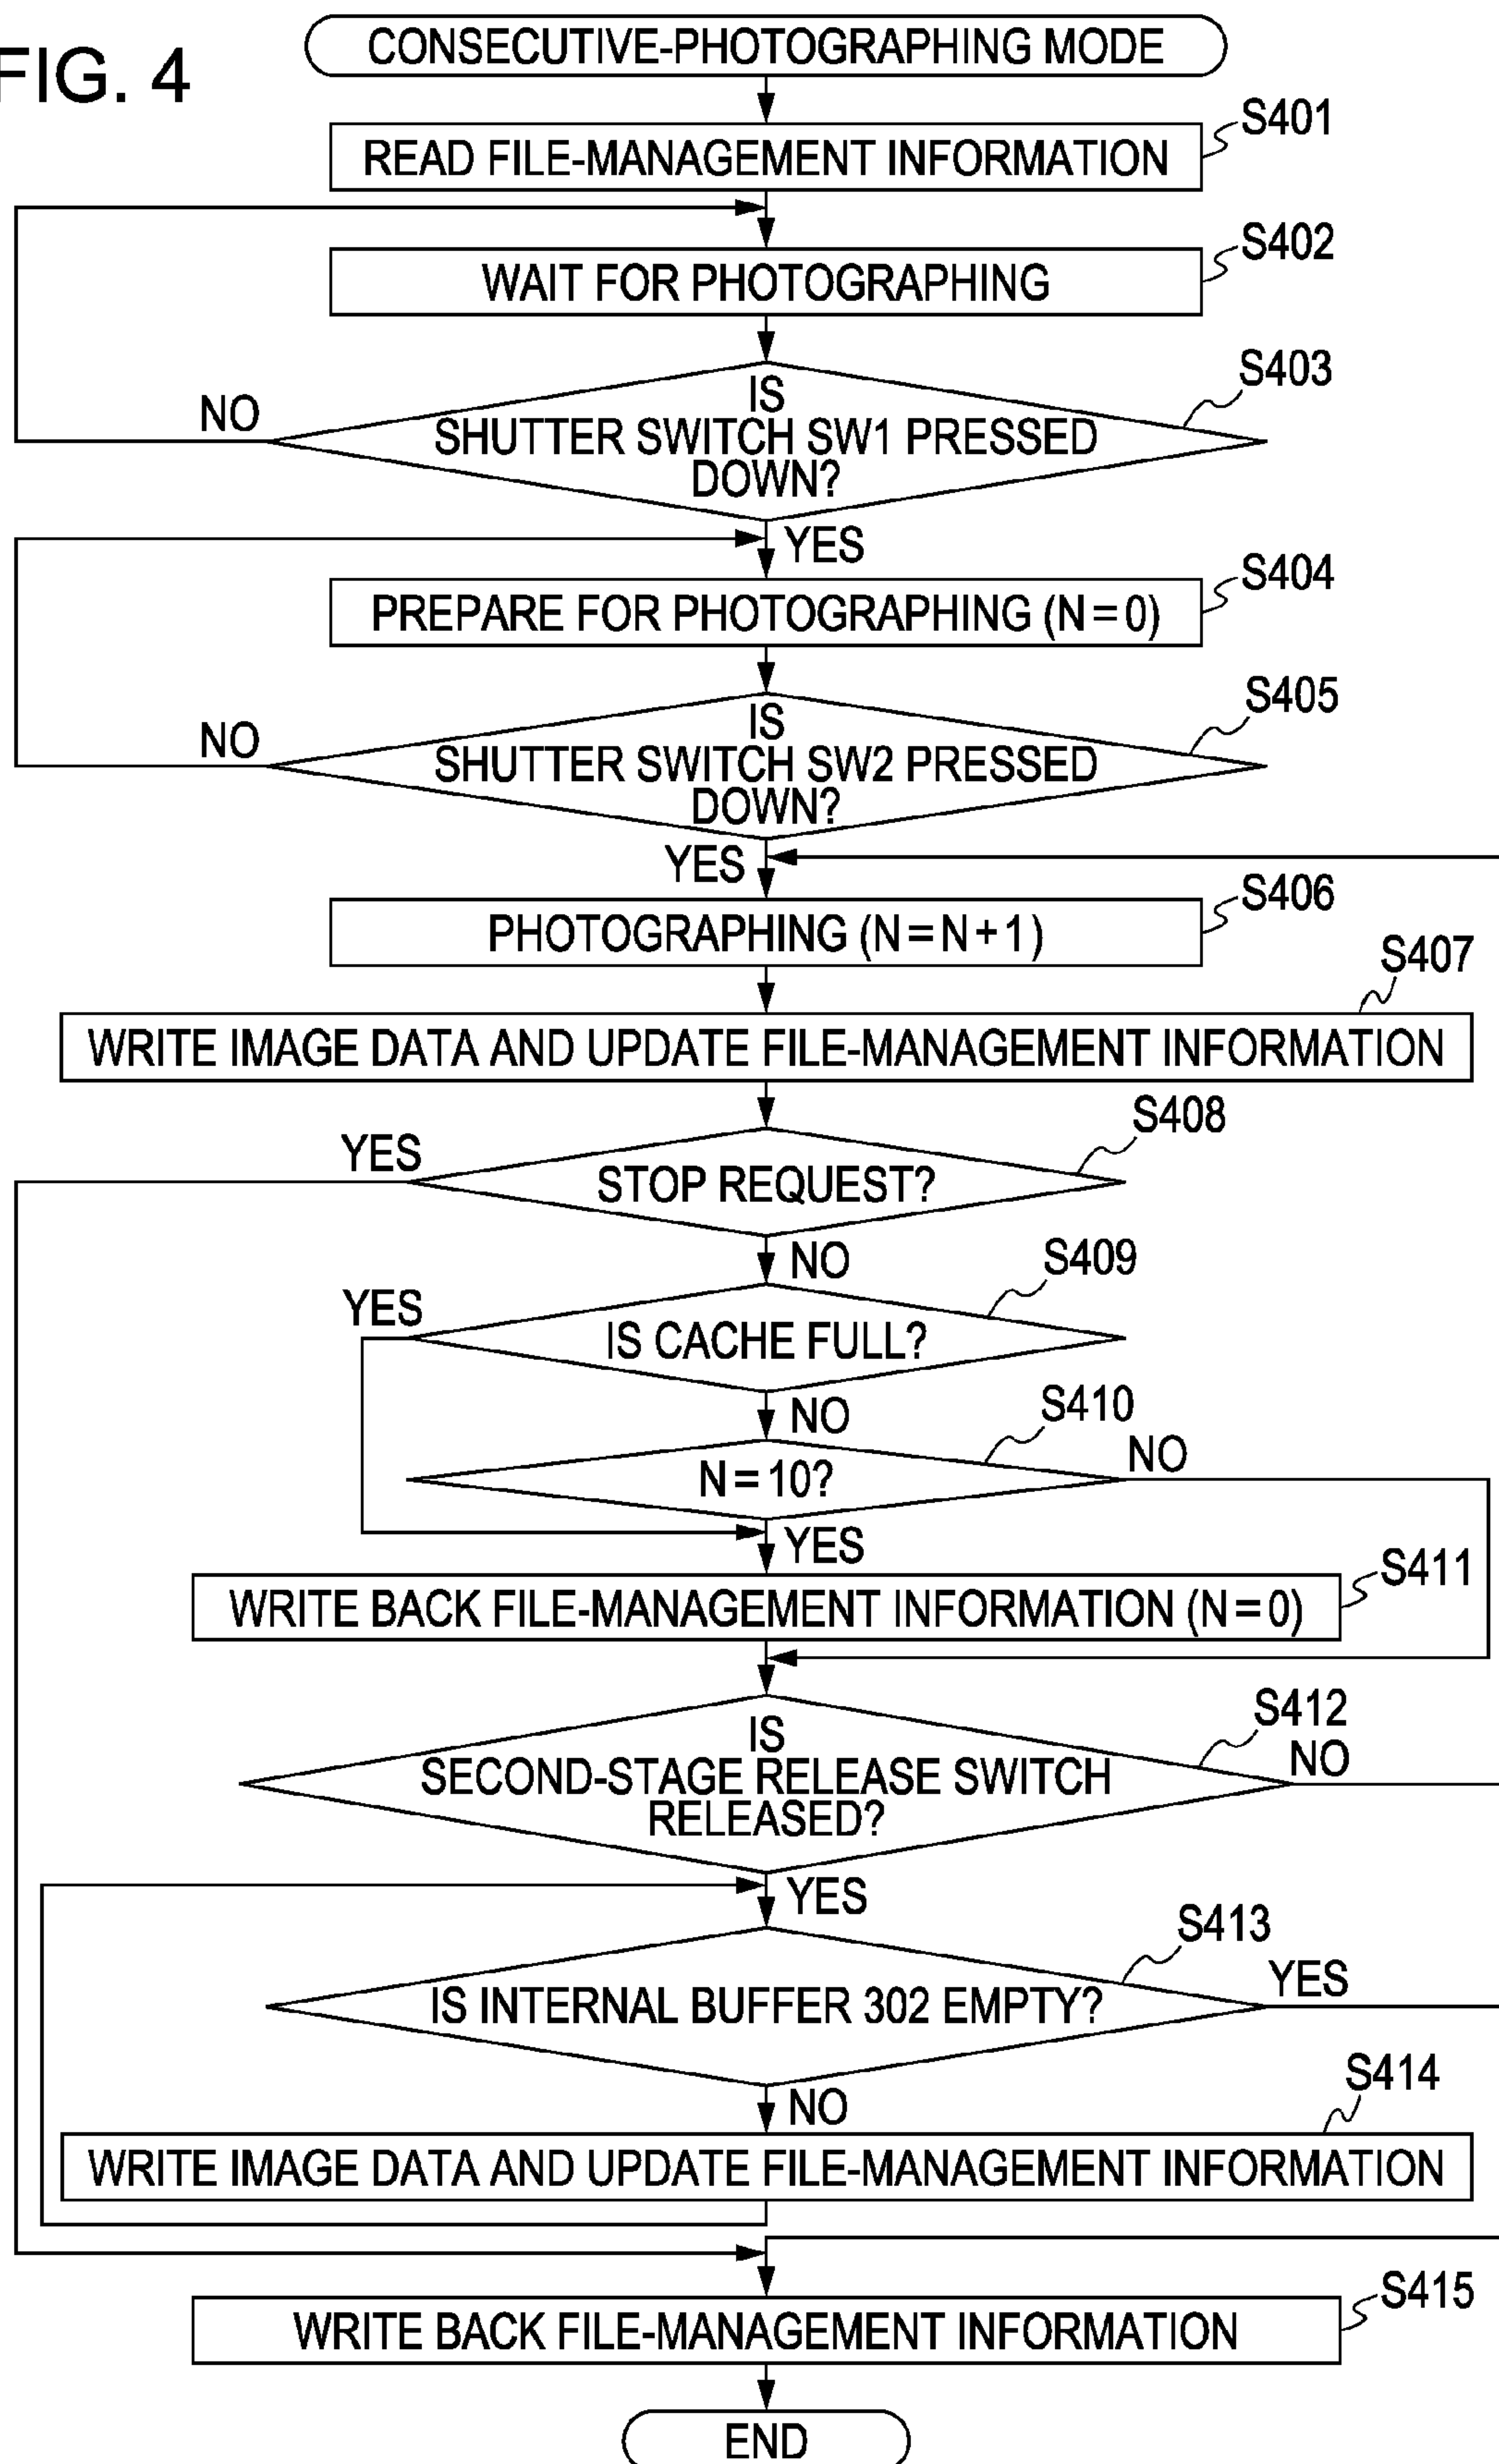 FIG. 4
CONSECUTIVE-PHOTOGRAPHING MODE
S401
READ FILE-MANAGEMENT INFORMATION
S402
WAIT FOR PHOTOGRAPHING
S403
NO
IS
SHUTTER SWITCH SW1 PRESSED
DOWN?
YES
S404
PREPARE FOR PHOTOGRAPHING (N=0)
S405
NO
IS
SHUTTER SWITCH SW2 PRESSED
DOWN?
YES
S406
PHOTOGRAPHING (N=N+1)
S407
WRITE IMAGE DATA AND UPDATE FILE-MANAGEMENT INFORMATION
S408
YES
STOP REQUEST?
NO
S409
YES
IS CACHE FULL?
NO
S410
NO
N=10?
YES
S411
WRITE BACK FILE-MANAGEMENT INFORMATION (N=0)
S412
NO
IS
SECOND-STAGE RELEASE SWITCH
RELEASED?
YES
S413
YES
IS INTERNAL BUFFER 302 EMPTY?
NO
S414
WRITE IMAGE DATA AND UPDATE FILE-MANAGEMENT INFORMATION
S415
WRITE BACK FILE-MANAGEMENT INFORMATION
END